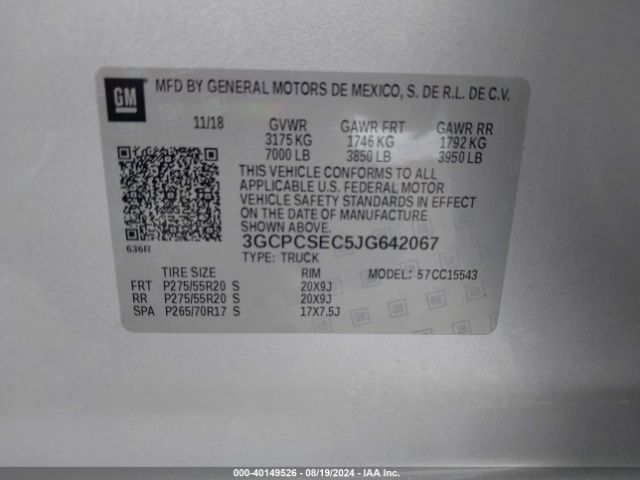 GM
MFD BY GENERAL MOTORS DE MEXICO, S. DE R.L. DE C.V.
11/18 GVWR GAWR FRT GAWR RR
3175 KG 1746 KG 1792 KG
7000 LB 3850 LB 3950 LB
THIS VEHICLE CONFORMS TO ALL
APPLICABLE U.S. FEDERAL MOTOR
VEHICLE SAFETY STANDARDS IN EFFECT
ON THE DATE OF MANUFACTURE
SHOWN ABOVE.
3GCPCSEC5JG642067
636R
TYPE: TRUCK
TIRE SIZE RIM MODEL: 57CC15543
FRT P275/55R20 S 20X9J
RR P275/55R20 S 20X9J
SPA P265/70R17 S 17X7.5J
000-40149526 - 08/19/2024 - IAA Inc.